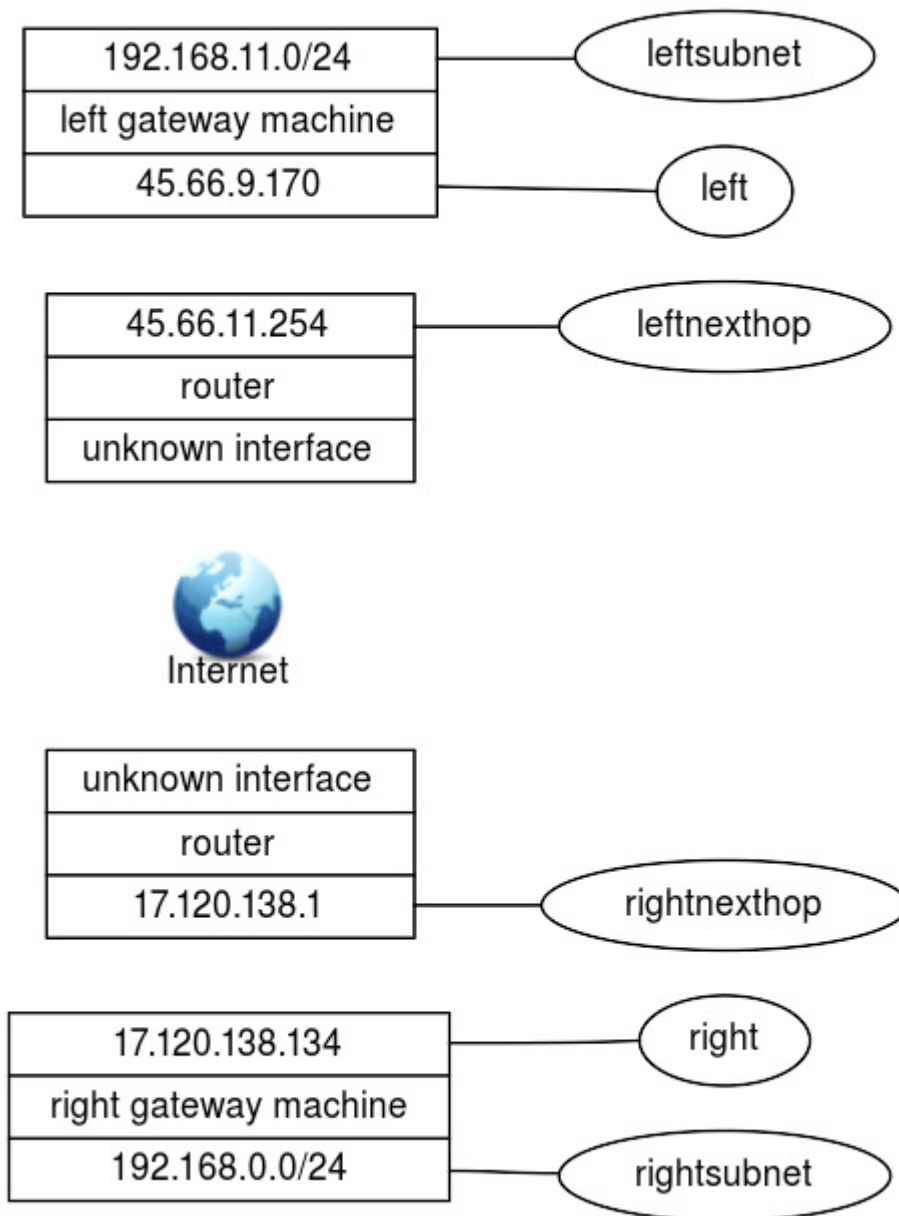 192.168.11.0/24
leftsubnet
left gateway machine
45.66.9.170
left
45.66.11.254
leftnexthop
router
unknown interface
Internet
unknown interface
router
17.120.138.1
rightnexthop
17.120.138.134
right
right gateway machine
192.168.0.0/24
rightsubnet